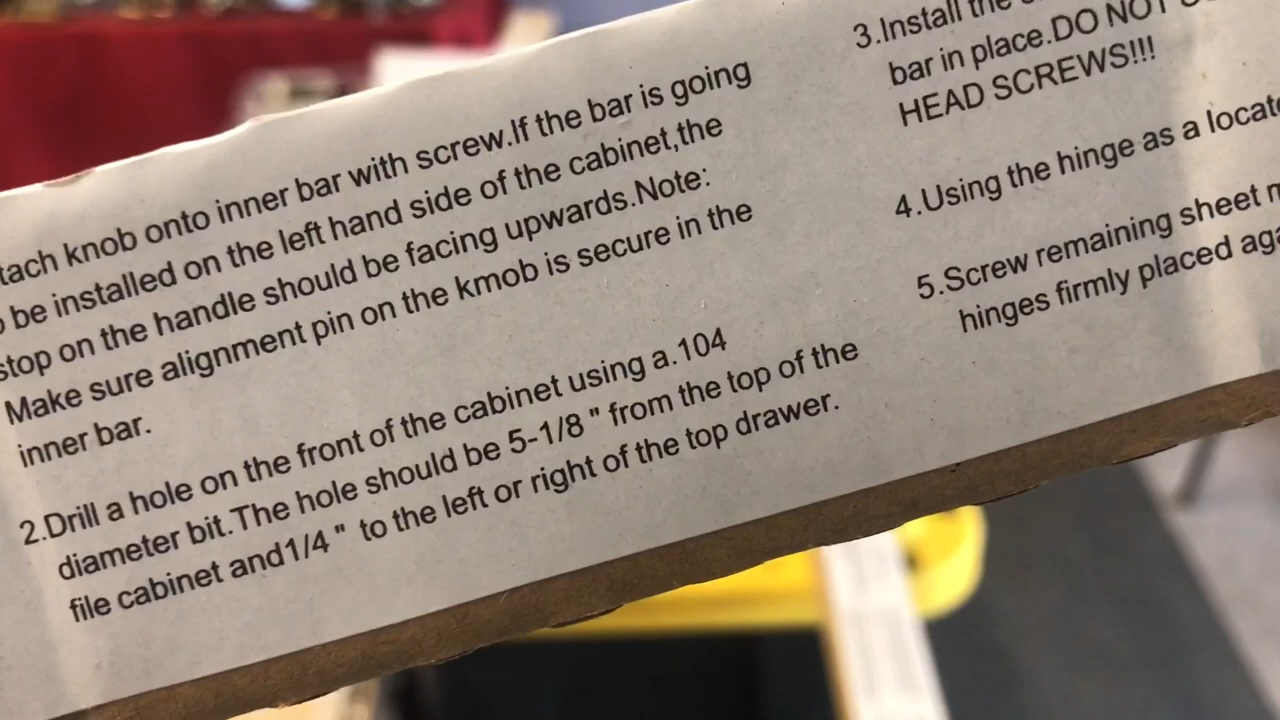 tach knob onto inner bar with screw.If the bar is going
be installed on the left hand side of the cabinet,the
stop on the handle should be facing upwards.Note:
Make sure alignment pin on the kmob is secure in the
inner bar.
2.Drill a hole on the front of the cabinet using a.104
diameter bit.The hole should be 5-1/8 " from the top of the
file cabinet and1/4 " to the left or right of the top drawer.
3.Install the
bar in place.DO NOT
HEAD SCREWS!!!
4.Using the hinge as a locat
5.Screw remaining sheet
hinges firmly placed aga